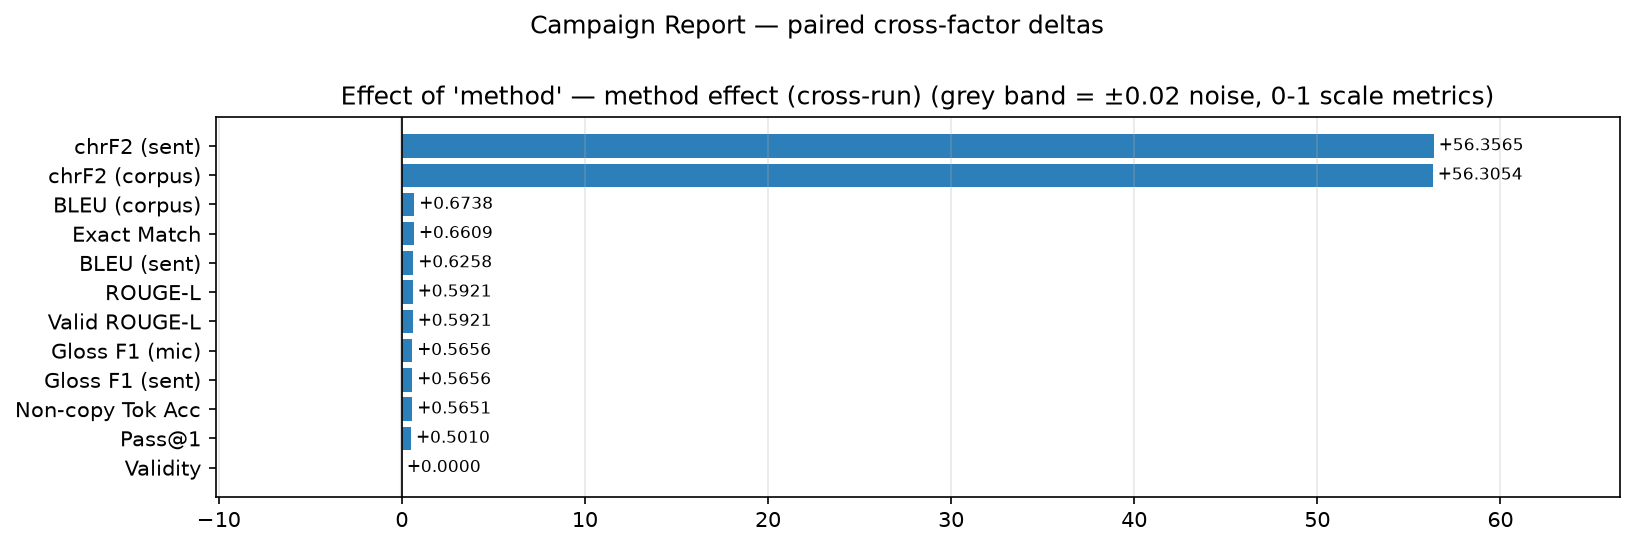 Campaign Report — paired cross-factor deltas
Effect of 'method' — method effect (cross-run) (grey band = ±0.02 noise, 0-1 scale metrics)
chrF2 (sent) +56.3565
chrF2 (corpus) +56.3054
BLEU (corpus) +0.6738
Exact Match +0.6609
BLEU (sent) +0.6258
ROUGE-L +0.5921
Valid ROUGE-L +0.5921
Gloss F1 (mic) +0.5656
Gloss F1 (sent) +0.5656
Non-copy Tok Acc +0.5651
Pass@1 +0.5010
Validity +0.0000
−10 0 10 20 30 40 50 60